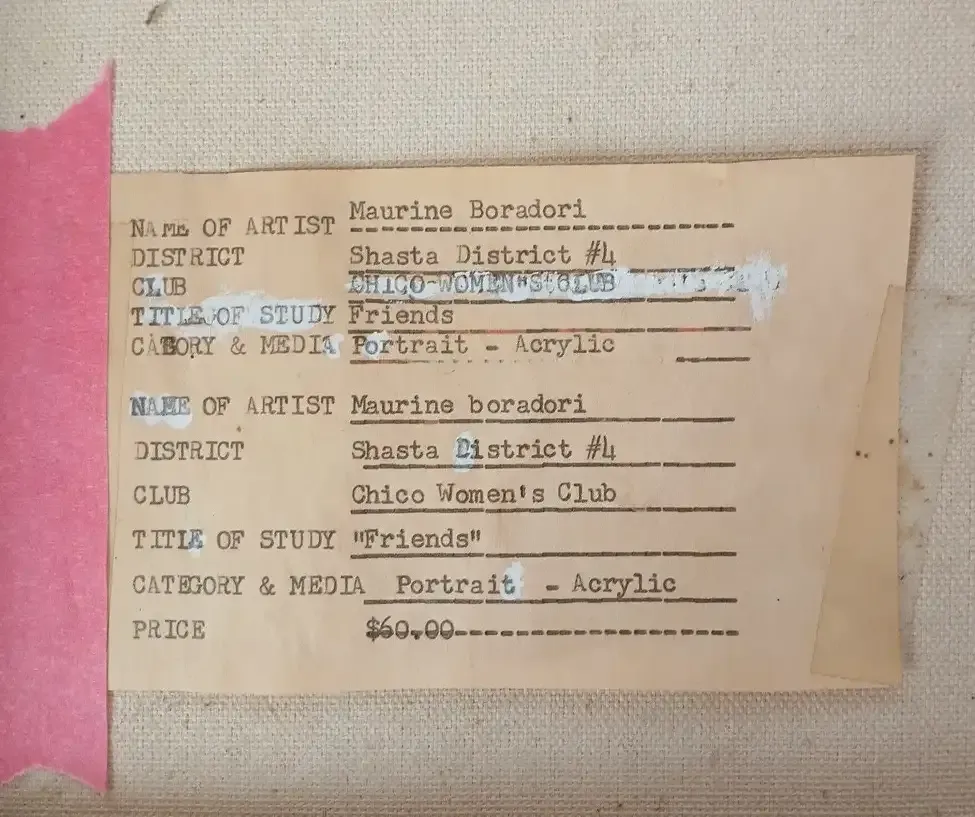 NAME OF ARTIST Maurine Boradori
DISTRICT Shasta District #4
CLUB CHICO-WOMEN"S CLUB
TITLE OF STUDY Friends
CATEORY & MEDIA Portrait - Acrylic
NAME OF ARTIST Maurine boradori
DISTRICT Shasta District #4
CLUB Chico Women's Club
TITLE OF STUDY "Friends"
CATEGORY & MEDIA Portrait - Acrylic
PRICE $60.00